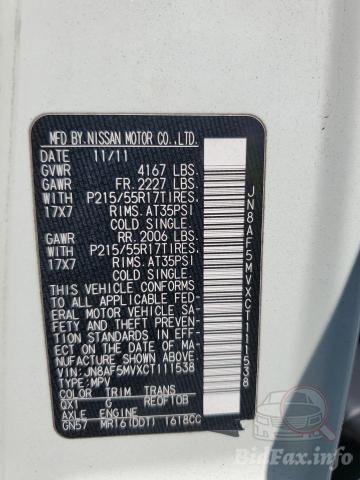 MFD BY NISSAN MOTOR CO.,LTD.
DATE 11/11
GVWR 4167 LBS.
GAWR FR. 2227 LBS.
WITH P215/55R17TIRES.
17X7 RIMS. AT35PSI
COLD SINGLE.
GAWR RR. 2006 LBS.
WITH P215/55R17TIRES.
17X7 RIMS. AT35PSI
COLD SINGLE.
THIS VEHICLE CONFORMS
TO ALL APPLICABLE FED-
ERAL MOTOR VEHICLE SA-
FETY AND THEFT PREVENTION
STANDARDS IN EFFECT
ON THE DATE OF MA-
NUFACTURE SHOWN ABOVE.
VIN: JN8AF5MVXCT111538
TYPE: MPV
COLOR TRIM TRANS
QX1 G RE0F10B
AXLE ENGINE
GN57 MR16(DDT) 1618CC
JN8AF5MVXCT111538
BidFax.info